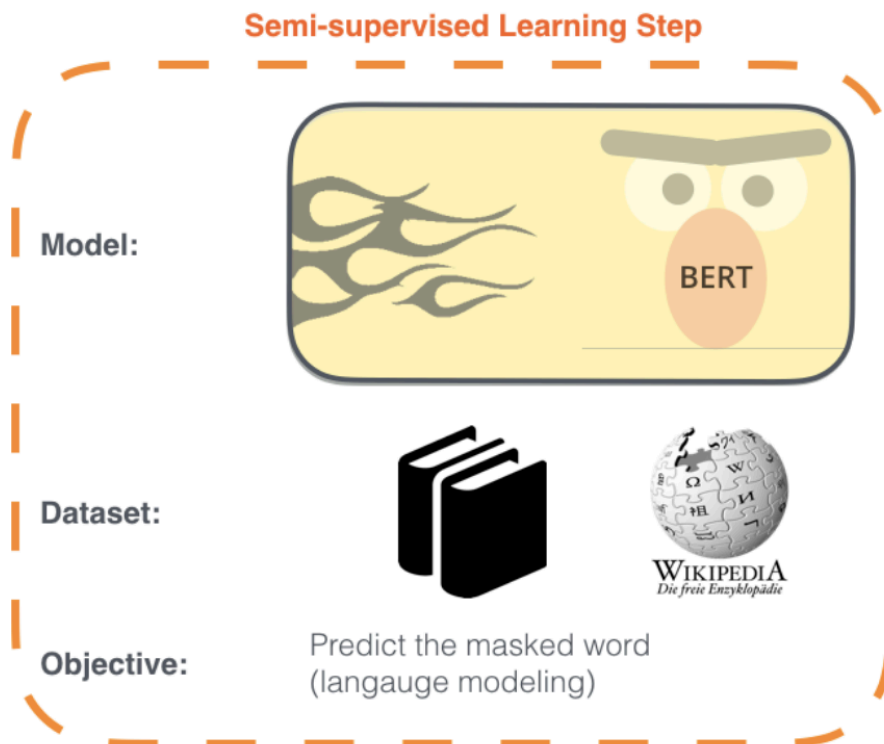 Semi-supervised Learning Step
Model:
BERT
Dataset:
WIKIPEDIA
Die freie Enzyklopädie
Objective:
Predict the masked word
(langauge modeling)